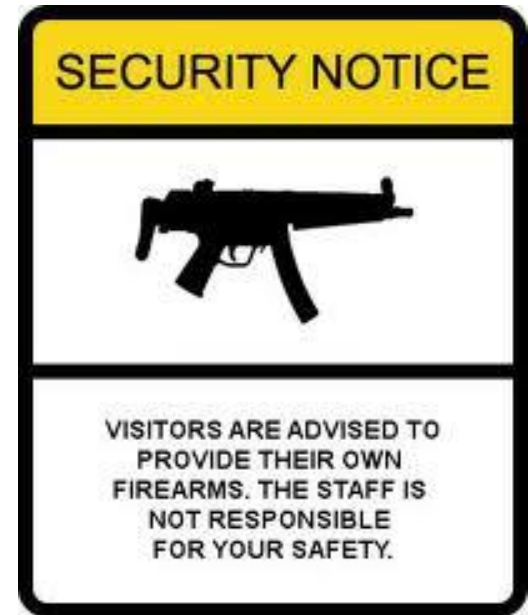 SECURITY NOTICE
VISITORS ARE ADVISED TO
PROVIDE THEIR OWN
FIREARMS. THE STAFF IS
NOT RESPONSIBLE
FOR YOUR SAFETY.